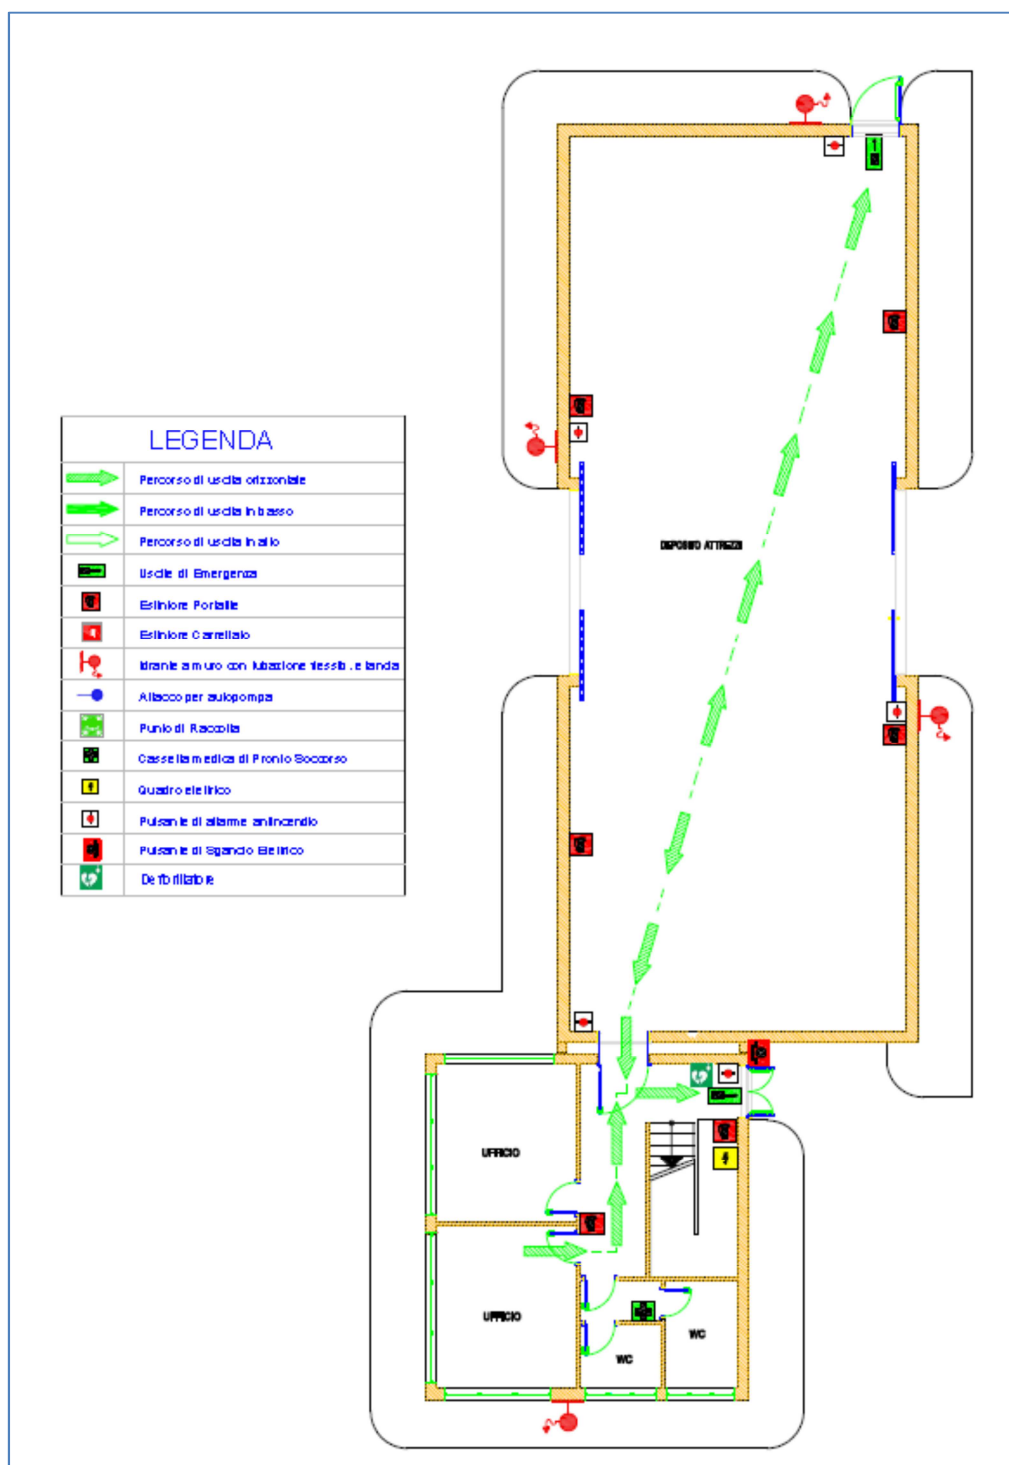 LEGENDA
Percorso di uscita orizzontale
Percorso di uscita in basso
Percorso di uscita in alto
Uscite di Emergenza
Estintore Portatile
Estintore Carrellato
Idrante a muro con tubazione flessib. e lancia
Attacco per autopompa
Punto di Raccolta
Cassetta medica di Pronto Soccorso
Quadro elettrico
Pulsante di allarme antincendio
Pulsante di Sgancio Elettrico
Defibrillatore
DEPOSITO ATTREZZI
UFFICIO
UFFICIO
WC
WC